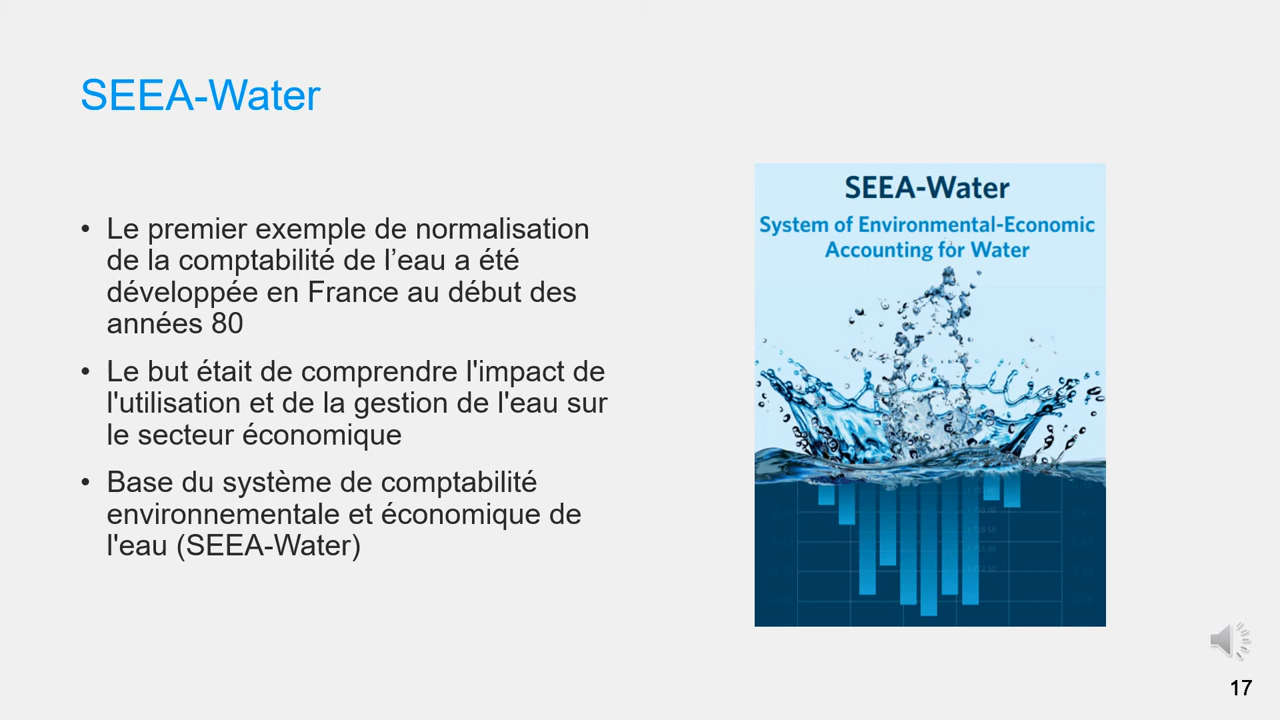 SEEA-Water
• Le premier exemple de normalisation
de la comptabilité de l’eau a été
développée en France au début des
années 80
• Le but était de comprendre l'impact de
l'utilisation et de la gestion de l'eau sur
le secteur économique
• Base du système de comptabilité
environnementale et économique de
l'eau (SEEA-Water)
SEEA-Water
System of Environmental-Economic
Accounting for Water
17